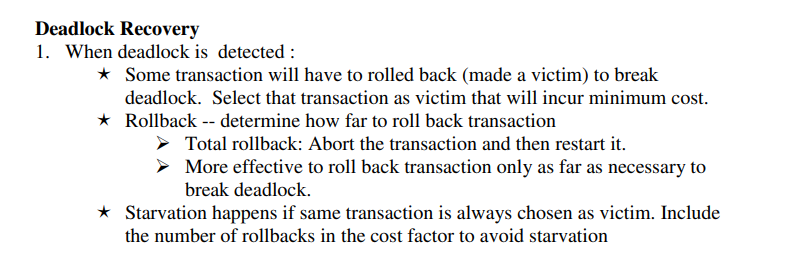 Deadlock Recovery
1. When deadlock is detected :
★ Some transaction will have to rolled back (made a victim) to break
deadlock. Select that transaction as victim that will incur minimum cost.
★ Rollback -- determine how far to roll back transaction
➢ Total rollback: Abort the transaction and then restart it.
➢ More effective to roll back transaction only as far as necessary to
break deadlock.
★ Starvation happens if same transaction is always chosen as victim. Include
the number of rollbacks in the cost factor to avoid starvation